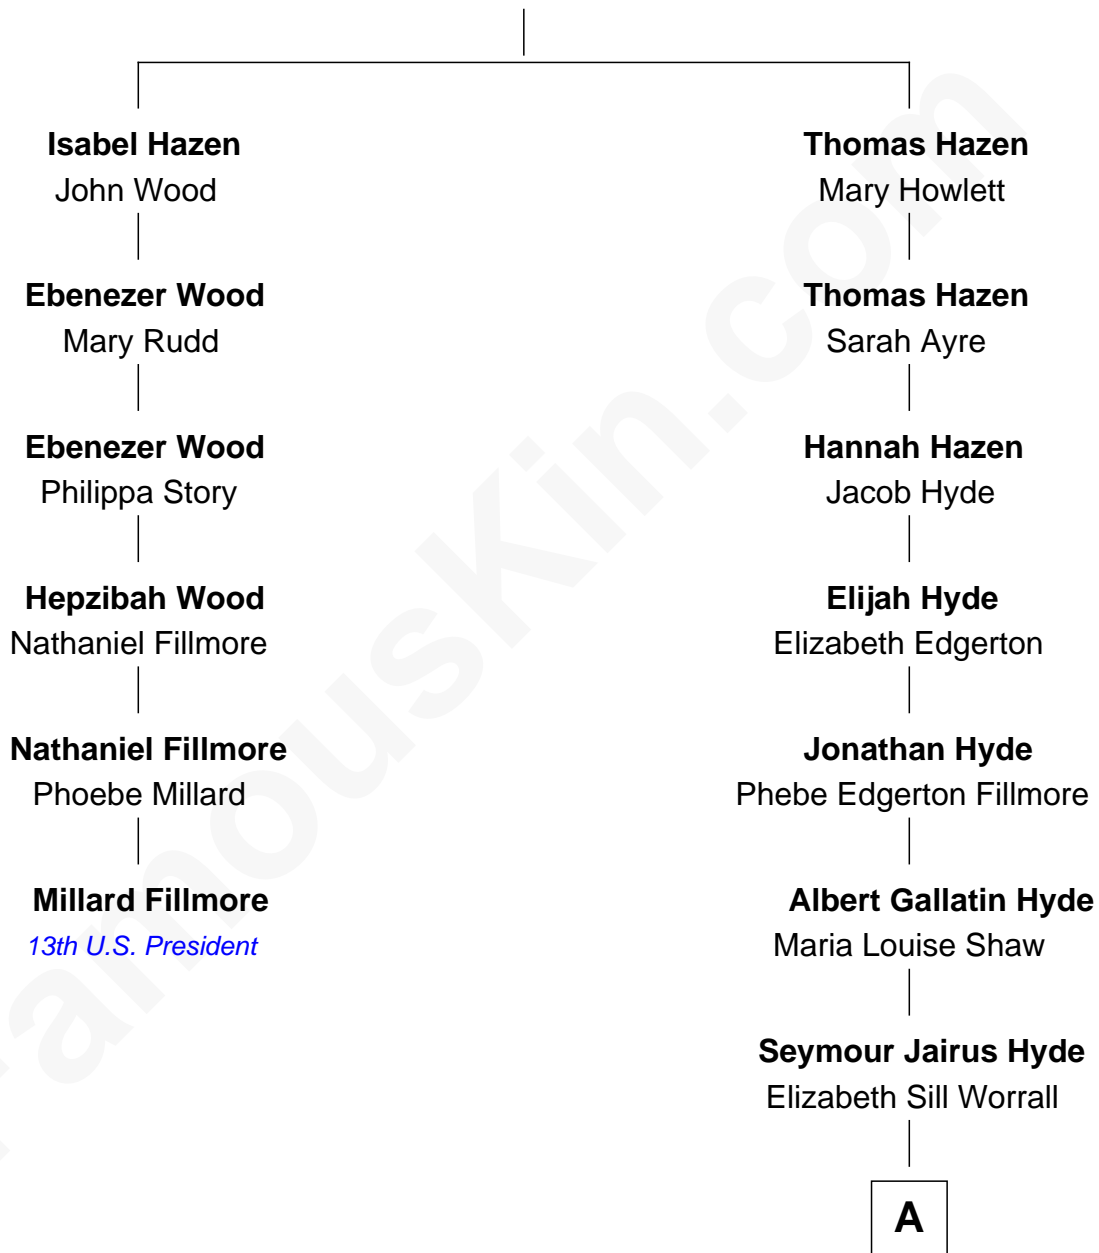 Isabel Hazen
John Wood
Ebenezer Wood
Mary Rudd
Ebenezer Wood
Philippa Story
Hepzibah Wood
Nathaniel Fillmore
Nathaniel Fillmore
Phoebe Millard
Millard Fillmore
13th U.S. President
Thomas Hazen
Mary Howlett
Thomas Hazen
Sarah Ayre
Hannah Hazen
Jacob Hyde
Elijah Hyde
Elizabeth Edgerton
Jonathan Hyde
Phebe Edgerton Fillmore
Albert Gallatin Hyde
Maria Louise Shaw
Seymour Jairus Hyde
Elizabeth Sill Worrall
A
FamousKin.com